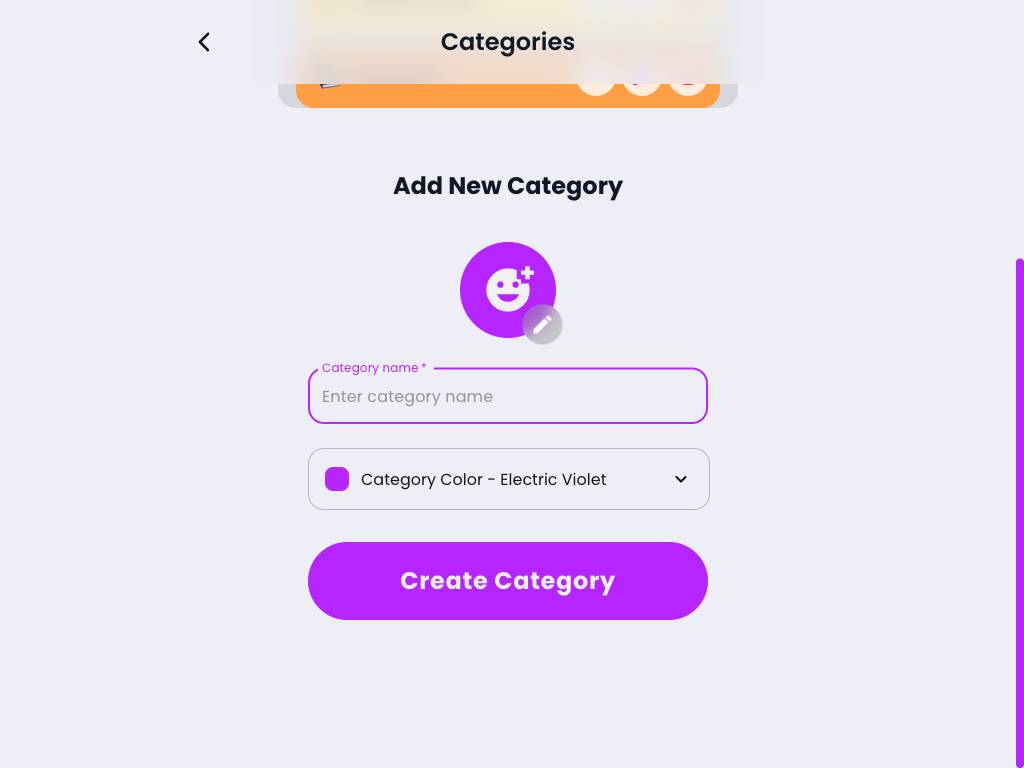 Categories
Add New Category
Category name *
Enter category name
Category Color - Electric Violet
Create Category